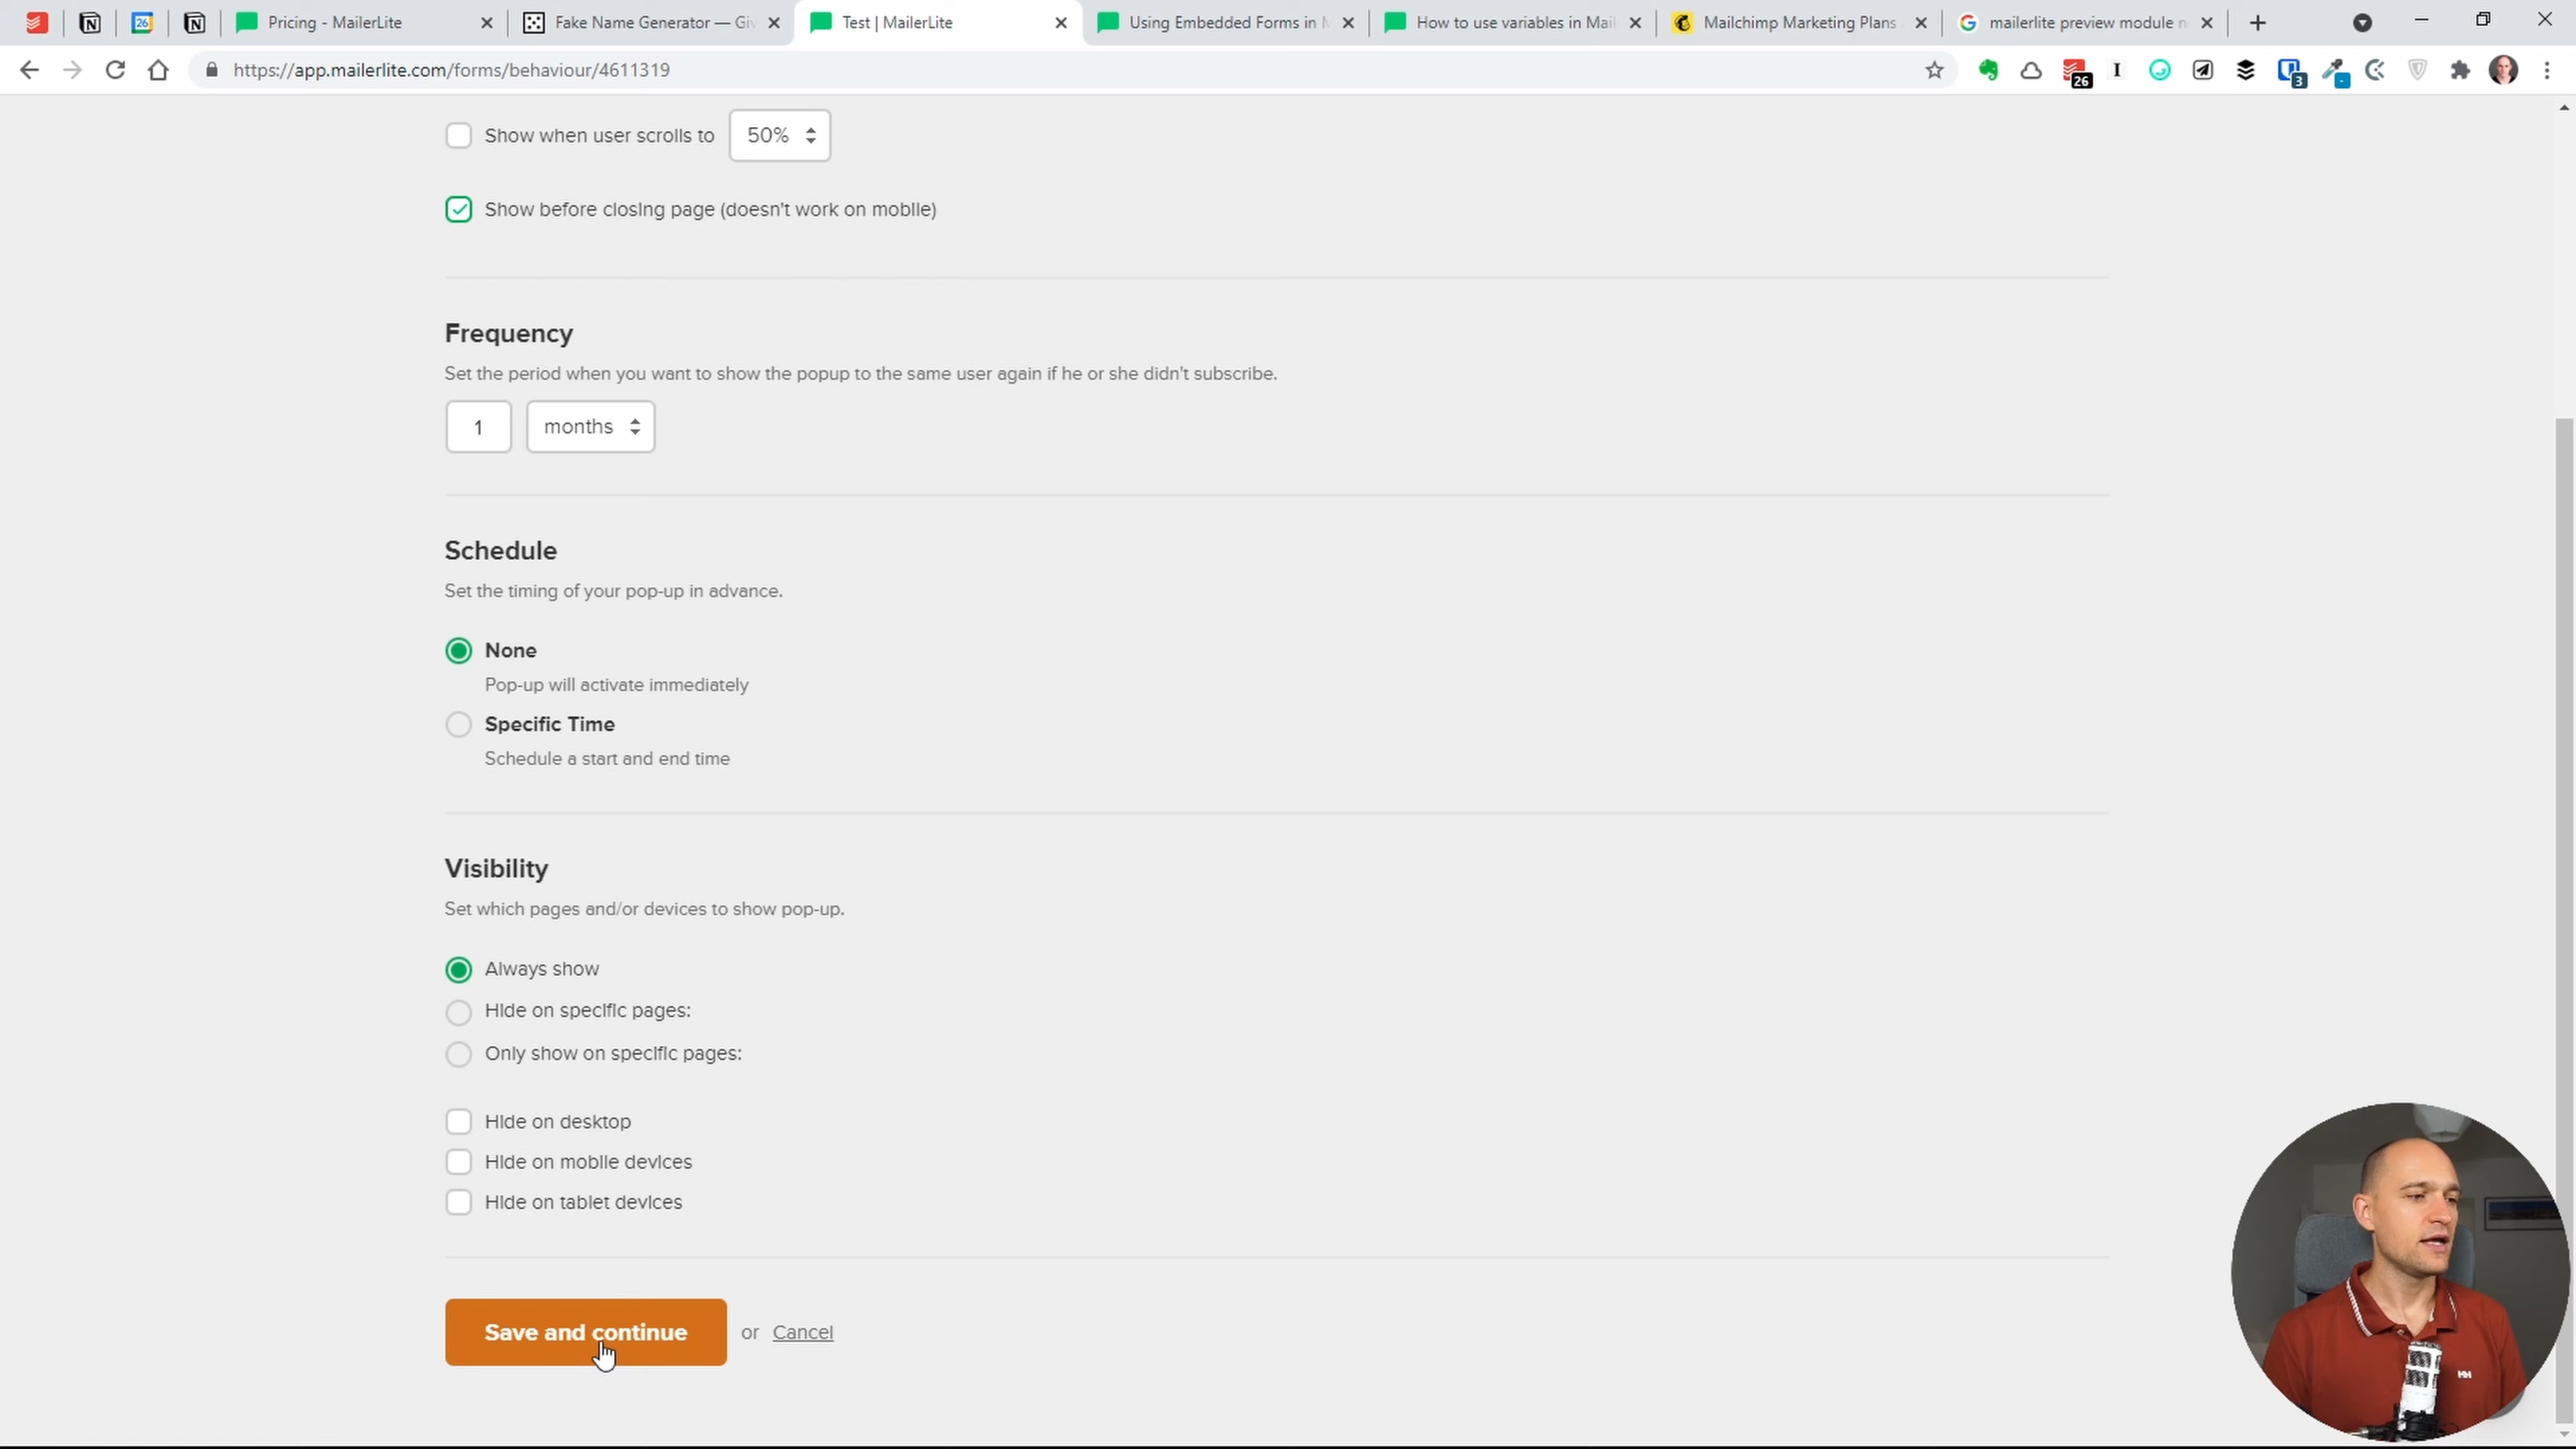 Pricing - MailerLite
Fake Name Generator — Giv
Test | MailerLite
Using Embedded Forms in M
How to use variables in Mail
Mailchimp Marketing Plans
mailerlite preview module n
https://app.mailerlite.com/forms/behaviour/4611319
26
3
Show when user scrolls to 50%
Show before closing page (doesn't work on mobile)
Frequency
Set the period when you want to show the popup to the same user again if he or she didn't subscribe.
1 months
Schedule
Set the timing of your pop-up in advance.
None
Pop-up will activate immediately
Specific Time
Schedule a start and end time
Visibility
Set which pages and/or devices to show pop-up.
Always show
Hide on specific pages:
Only show on specific pages:
Hide on desktop
Hide on mobile devices
Hide on tablet devices
Save and continue or Cancel
HH